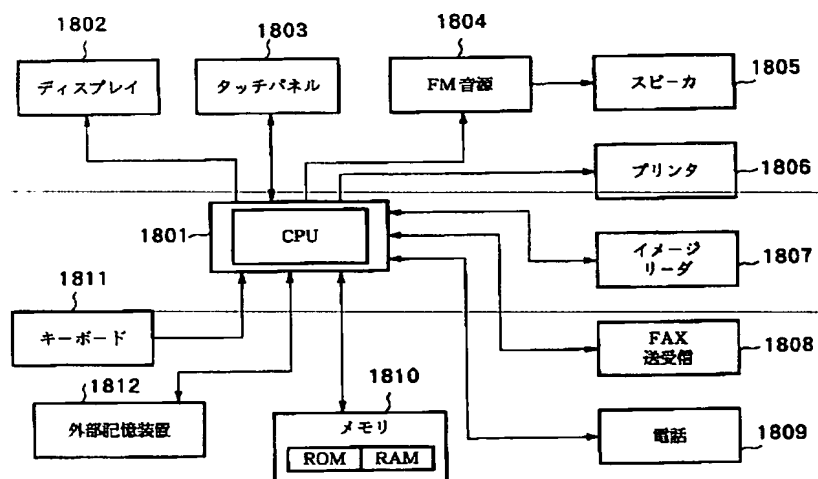 1802
1803
1804
ディスプレイ
タッチパネル
FM音源
スピーカ
1805
プリンタ
1806
1801
CPU
イメージ
リーダ
1807
1811
キーボード
FAX
送受信
1808
1812
外部記憶装置
1810
メモリ
ROM
RAM
電話
1809